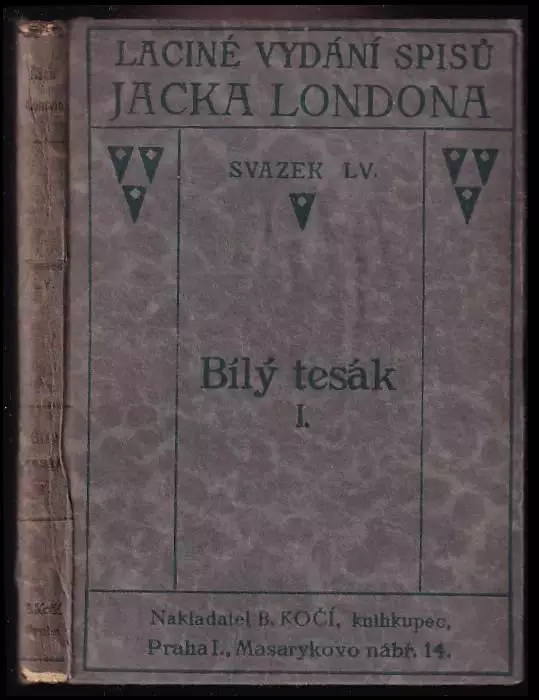 LACINÉ VYDÁNÍ SPISŮ
JACKA LONDONA
SVAZEK LV.
Bílý tesák
I.
Nakladatel B. KOČÍ, knihkupec,
Praha I., Masarykovo nábř. 14.